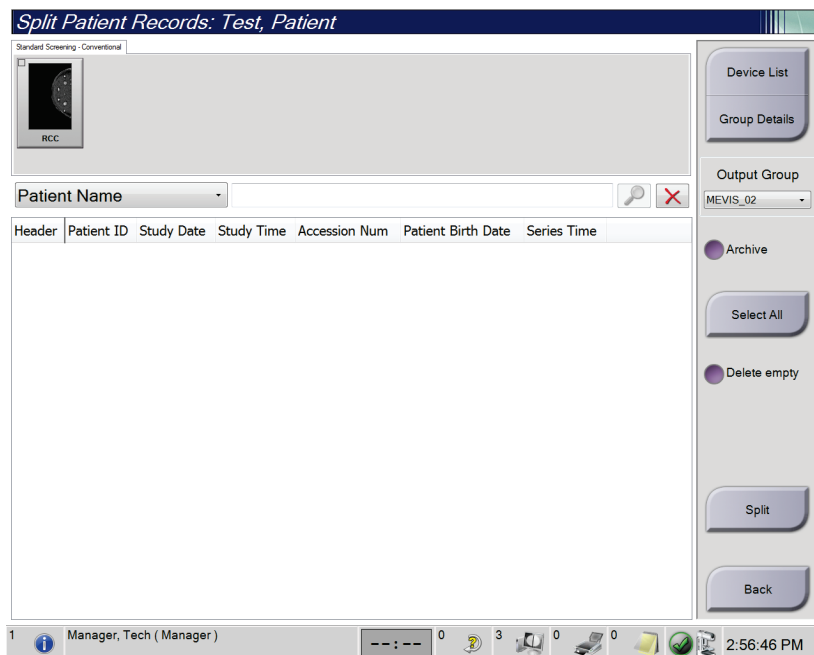 Split Patient Records: Test, Patient
Standard Screening - Conventional
RCC
Device List
Group Details
Output Group
MEVIS_02
Patient Name
Header Patient ID Study Date Study Time Accession Num Patient Birth Date Series Time
Archive
Select All
Delete empty
Split
Back
1 Manager, Tech ( Manager ) --:-- 0 3 0 0 2:56:46 PM